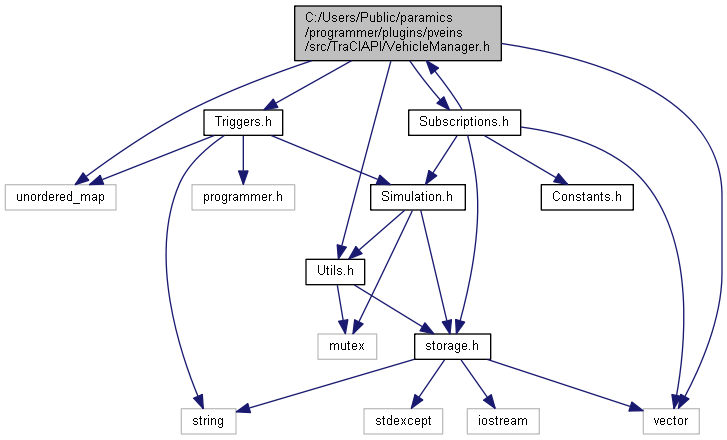 C:/Users/Public/paramics
/programmer/plugins/pveins
/src/TraCIAPI/VehicleManager.h
Triggers.h
Subscriptions.h
unordered_map
programmer.h
Simulation.h
Constants.h
Utils.h
mutex
storage.h
string
stdexcept
iostream
vector